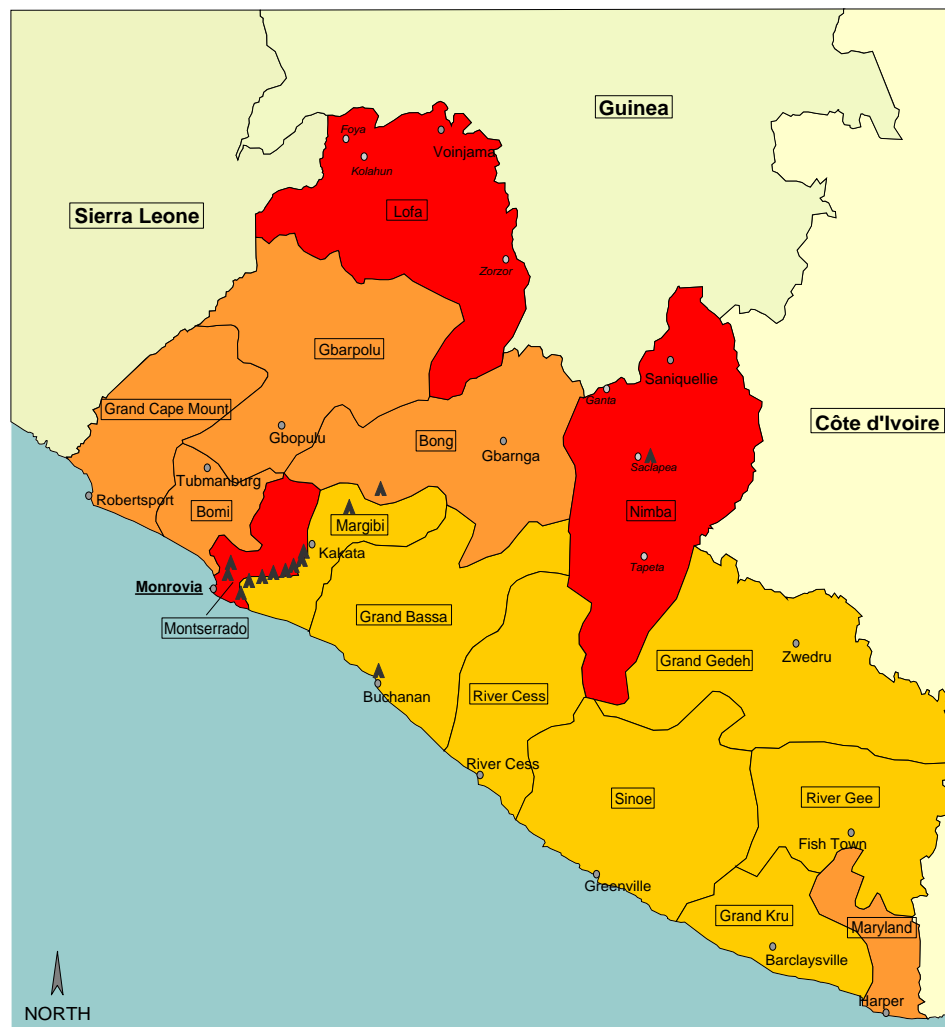 Guinea
Foya
Voinjama
Kolahun
Sierra Leone
Lofa
Zorzor
Gbarpolu
Saniquellie
Ganta
Grand Cape Mount
Côte d'Ivoire
Gbopulu
Bong
Gbarnga
Saclapea
Tubmanburg
Robertsport
Bomi
Nimba
Margibi
Kakata
Tapeta
Monrovia
Montserrado
Grand Bassa
Grand Gedeh
Zwedru
Buchanan
River Cess
River Cess
Sinoe
River Gee
Fish Town
Greenville
Grand Kru
Maryland
Barclaysville
Harper
NORTH